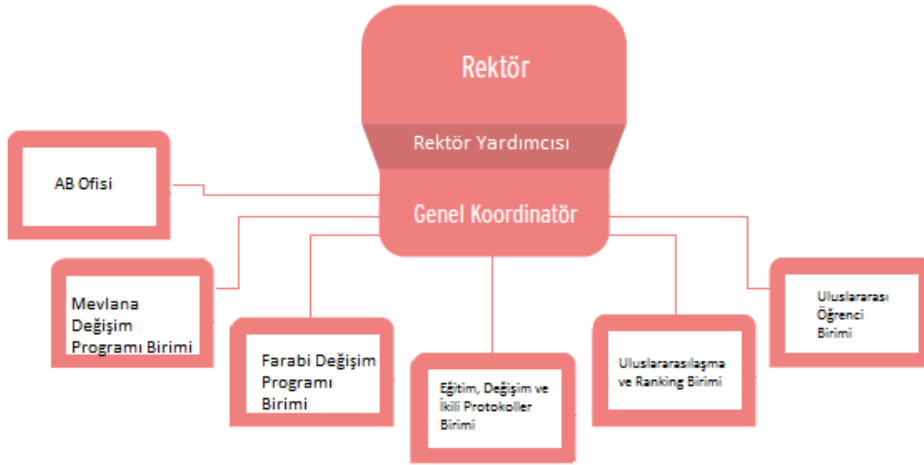 Rektör
Rektör Yardımcısı
Genel Koordinatör
AB Ofisi
Mevlana
Değişim
Programı Birimi
Farabi Değişim
Programı
Birimi
Eğitim, Değişim ve
İkili Protokoller
Birimi
Uluslararasılaşma
ve Ranking Birimi
Uluslararası
Öğrenci
Birimi